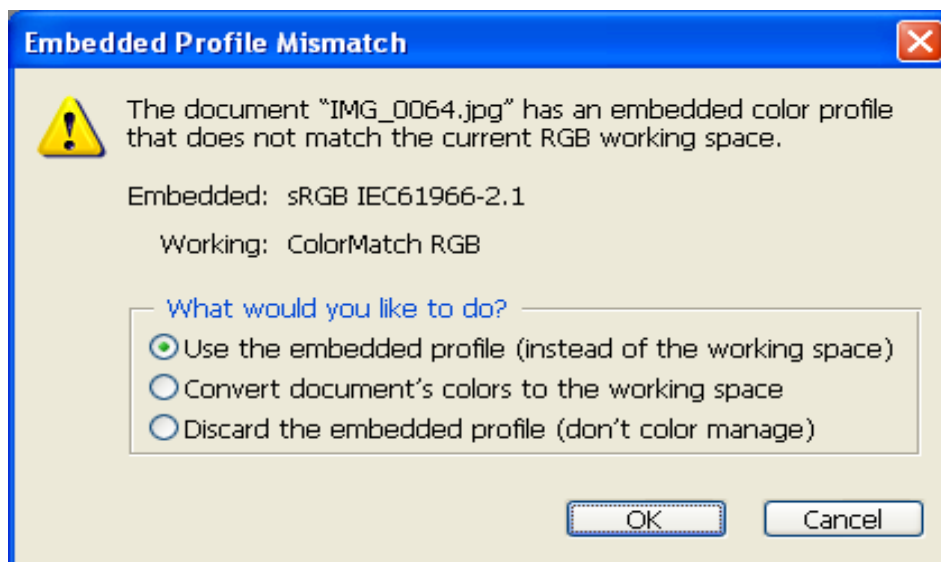 Embedded Profile Mismatch
The document “IMG_0064.jpg” has an embedded color profile
that does not match the current RGB working space.
Embedded: sRGB IEC61966-2.1
Working: ColorMatch RGB
What would you like to do?
Use the embedded profile (instead of the working space)
Convert document's colors to the working space
Discard the embedded profile (don't color manage)
OK Cancel